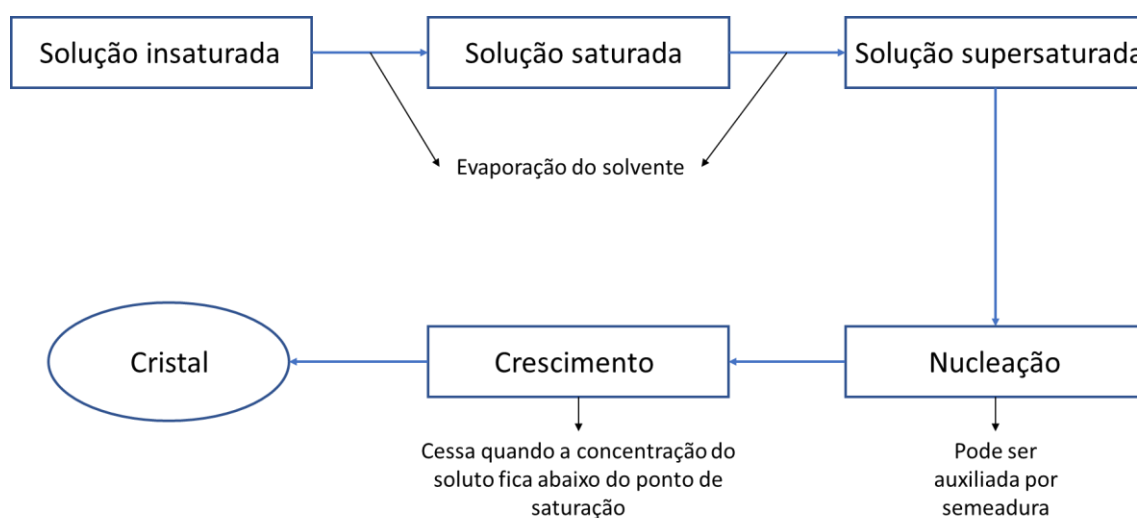 Solução insaturada
Solução saturada
Solução supersaturada
Evaporação do solvente
Cristal
Crescimento
Nucleação
Cessa quando a concentração do
soluto fica abaixo do ponto de
saturação
Pode ser
auxiliada por
semeadura